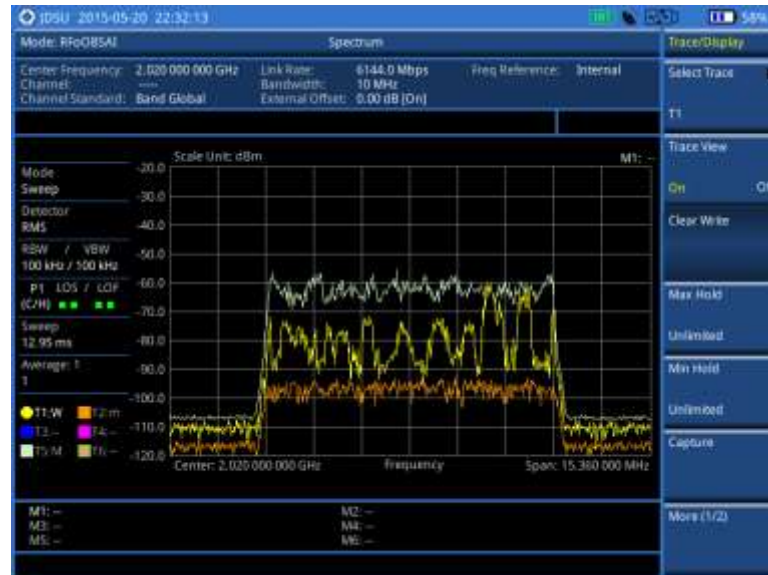 JDSU 2015-05-20 22:32:13
58%
Mode: RFoOBSAI
Spectrum
Trace/Display
Center Frequency: 2.020 000 000 GHz
Link Rate: 6144.0 Mbps
Freq Reference: Internal
Channel: ----
Bandwidth: 10 MHz
Channel Standard: Band Global
External Offset: 0.00 dB [On]
Select Trace
T1
Trace View
On
Clear Write
Max Hold
Unlimited
Min Hold
Unlimited
Capture
More (1/2)
Mode
Sweep
Detector
RMS
RBW / VBW
100 kHz / 100 kHz
P1 LOS / LOF
(C/H)
Sweep
12.95 ms
Average: 1
1
T1:W T2:m
T3:-- T4:--
T5:M T6:--
Scale Unit: dBm
M1: --
-20.0
-30.0
-40.0
-50.0
-60.0
-70.0
-80.0
-90.0
-100.0
-110.0
-120.0
Center: 2.020 000 000 GHz
Frequency
Span: 15.360 000 MHz
M1: -- M2: --
M3: -- M4: --
M5: -- M6: --